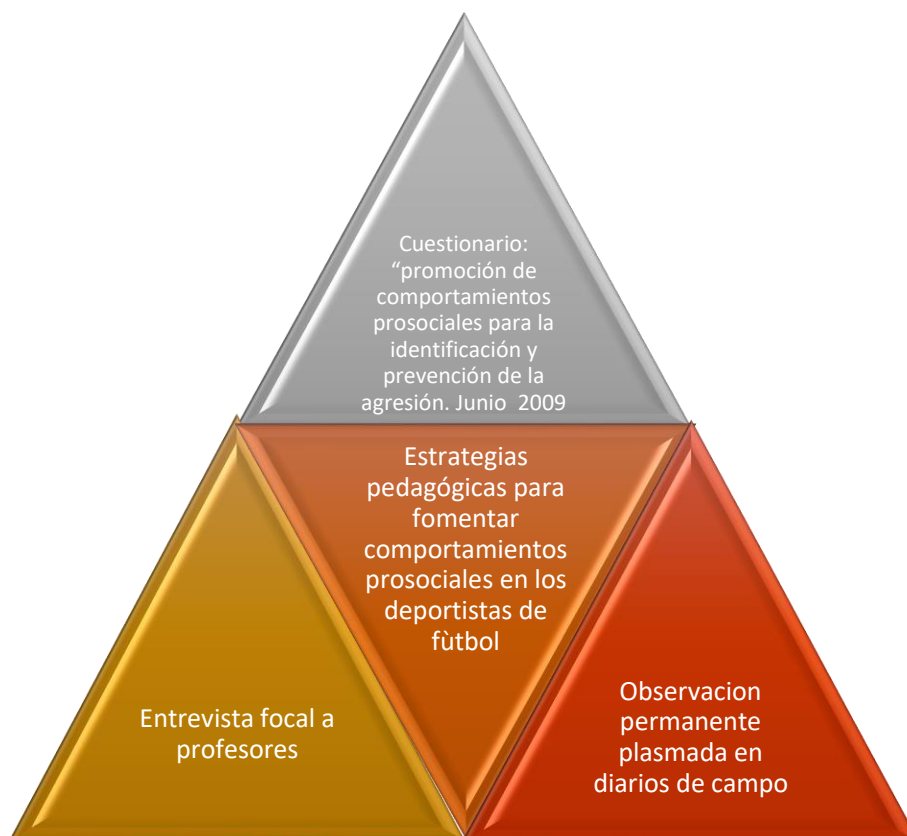 Cuestionario:
“promoción de
comportamientos
prosociales para la
identificación y
prevención de la
agresión. Junio  2009
Estrategias
pedagógicas para
fomentar
comportamientos
prosociales en los
deportistas de
fùtbol
Entrevista focal a
profesores
Observacion
permanente
plasmada en
diarios de campo